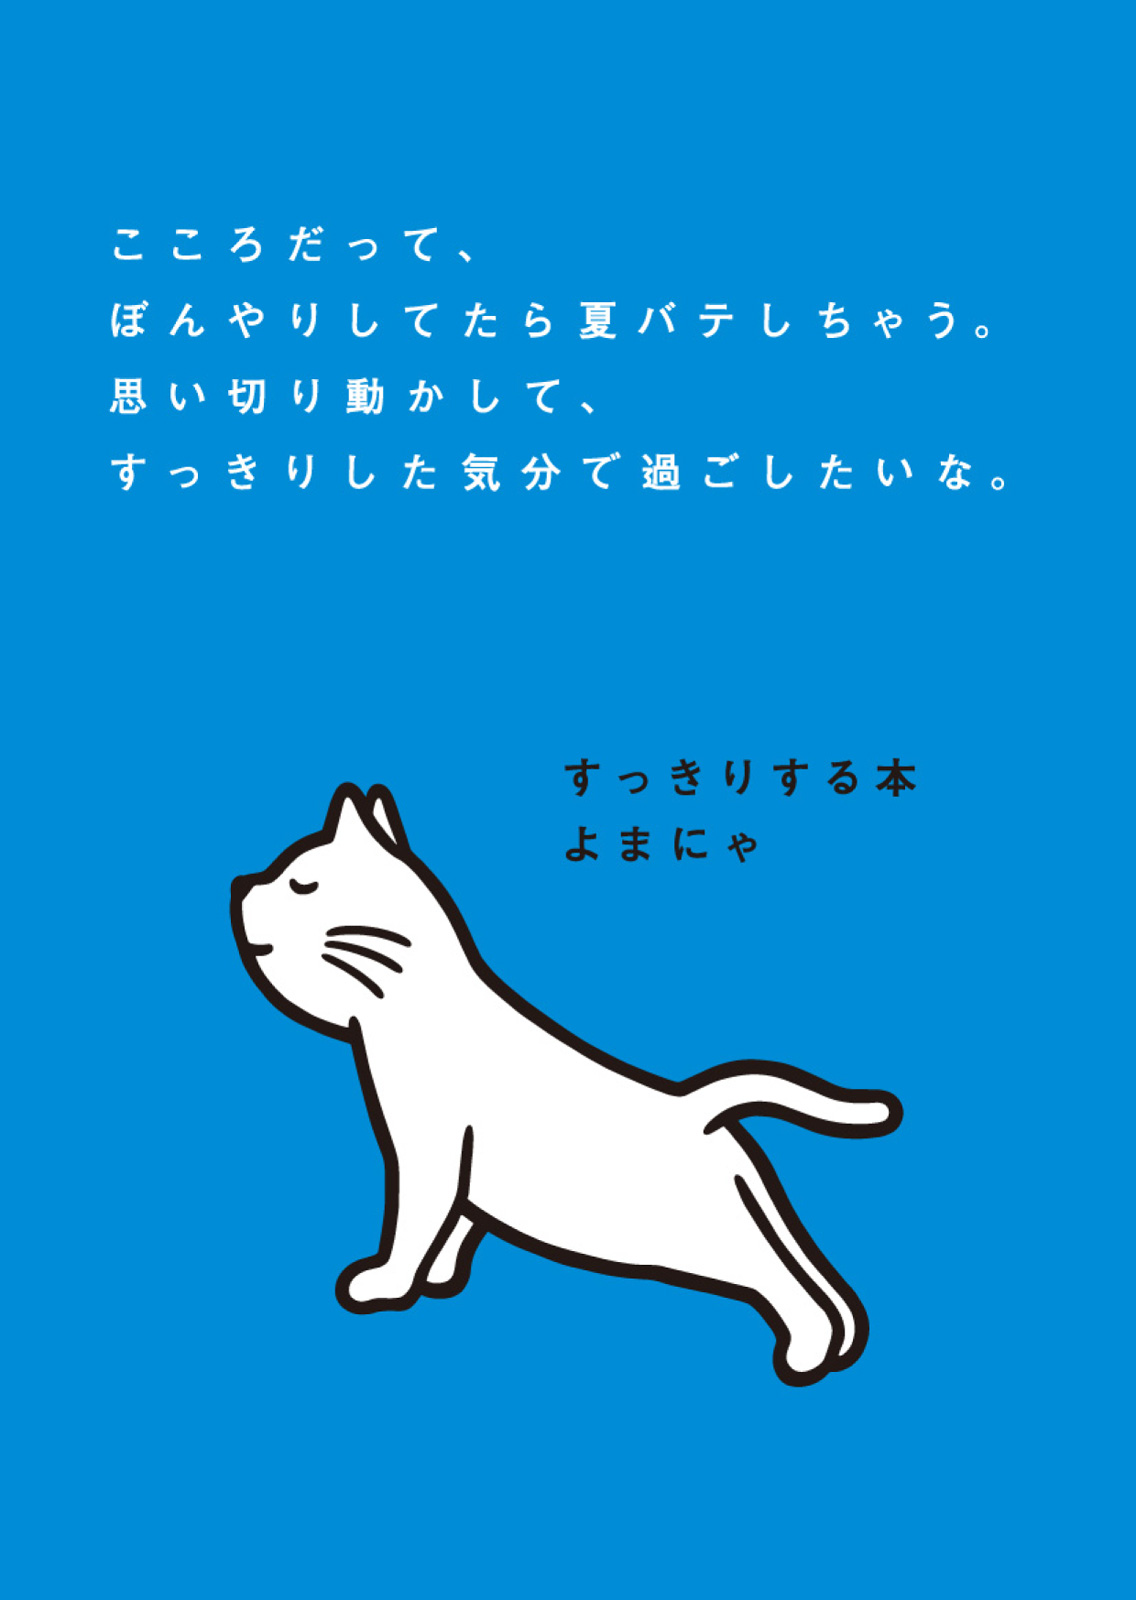 こころだって、
ぼんやりしてたら夏バテしちゃう。
思い切り動かして、
すっきりした気分で過ごしたいな。
すっきりする本
よまにゃ